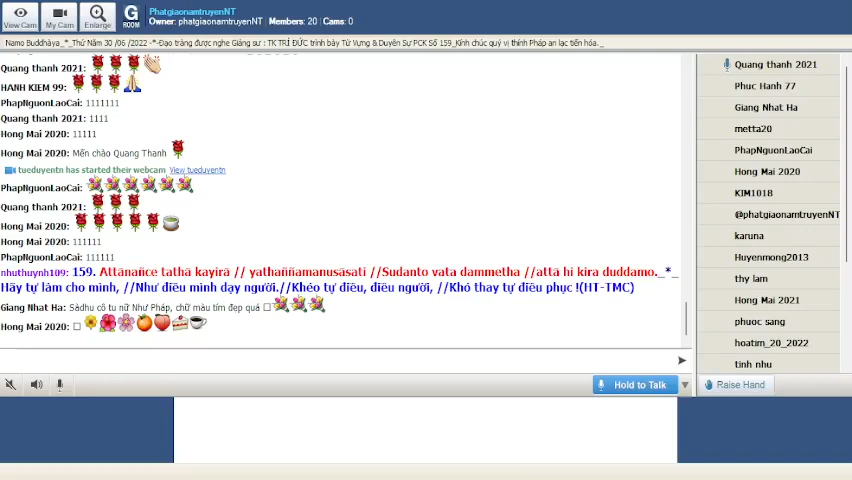 View Cam
My Cam
Enlarge
G
ROOM
PhatgiaonamtruyenNT
Owner: phatgiaonamtruyenNT Members: 20 Cams: 0
Namo Buddhàya_*_Thứ Năm 30 /06 /2022 -*-Đạo tràng được nghe Giảng sư : TK TRÍ ĐỨC trình bày Từ Vựng & Duyên Sự PCK Số 159_Kính chúc quý vị thính Pháp an lạc tiến hóa._
Quang thanh 2021:
HANH KIEM 99:
PhapNguonLaoCai: 1111111
Quang thanh 2021: 1111
Hong Mai 2020: 11111
Hong Mai 2020: Mến chào Quang Thanh
tueduyentn has started their webcam View tueduyentn
PhapNguonLaoCai:
Quang thanh 2021:
Hong Mai 2020:
Hong Mai 2020: 111111
PhapNguonLaoCai: 111111
nhuthuynh109: 159. Attānañce tathā kayirā // yathaññamanusāsati //Sudanto vata dammetha //attā hi kira duddamo._*_
Hãy tự làm cho mình, //Như điều mình dạy người.//Khéo tự điều, điều người, //Khó thay tự điều phục !(HT-TMC)
Giang Nhat Ha: Sādhu cô tu nữ Như Pháp, chữ màu tím đẹp quá
Hong Mai 2020:
Hold to Talk
Raise Hand
Quang thanh 2021
Phuc Hanh 77
Giang Nhat Ha
metta20
PhapNguonLaoCai
Hong Mai 2020
KIM1018
@phatgiaonamtruyenNT
karuna
Huyenmong2013
thy lam
Hong Mai 2021
phuoc sang
hoatim_20_2022
tinh nhu